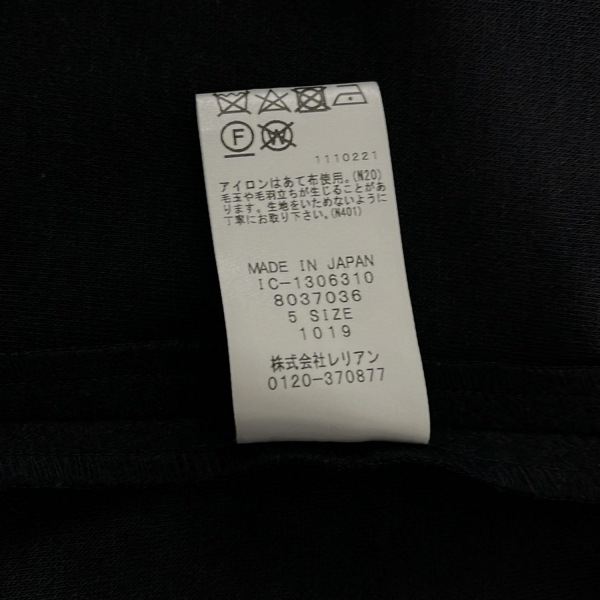 F W
1110221
アイロンはあて布使用。(N20)
毛玉や毛羽立ちが生じることがあ
ります。生地をいためないように
丁寧にお取り下さい。(N401)
MADE IN JAPAN
IC-1306310
8037036
5 SIZE
1019
株式会社レリアン
0120-370877